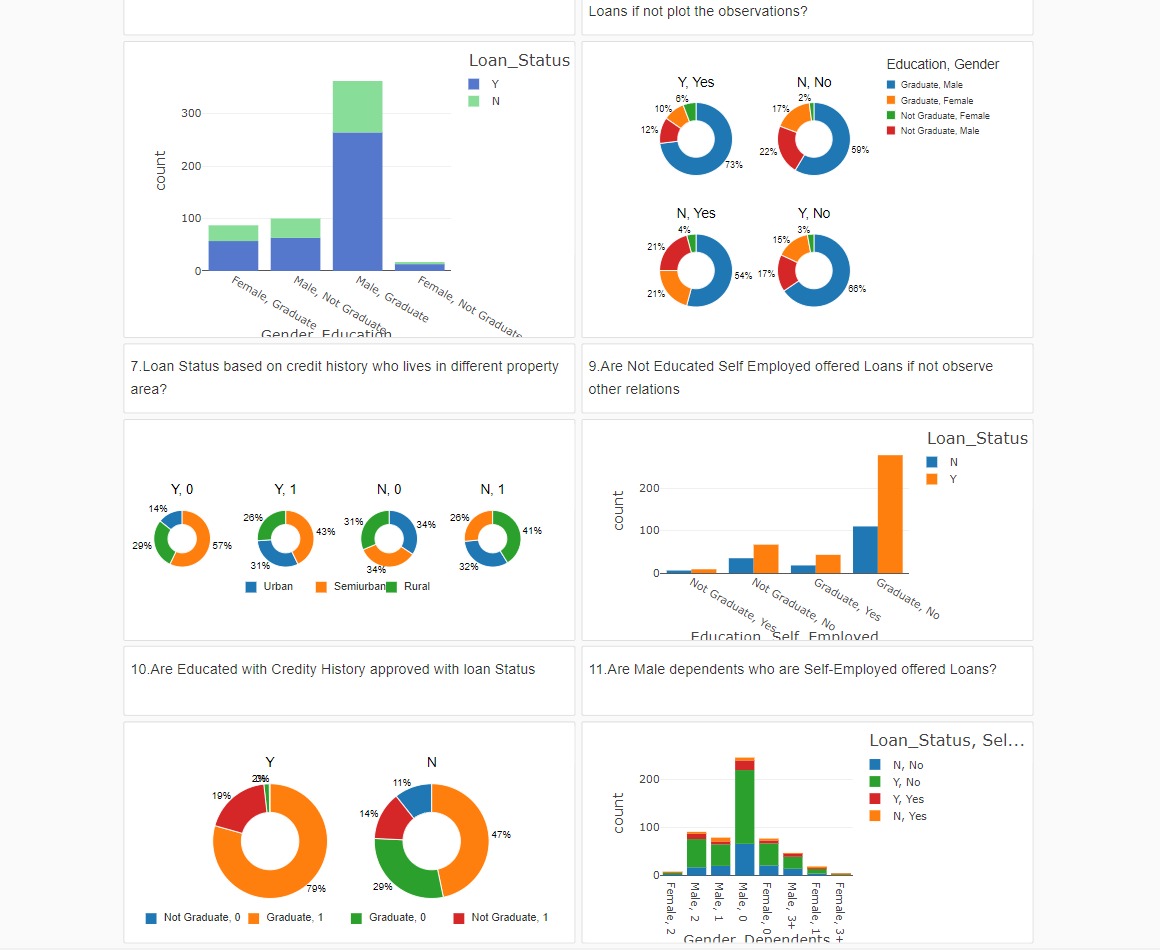 Loans if not plot the observations?
Loan_Status
Y
N
300
200
100
0
count
Female, Graduate
Male, Not Graduate
Male, Graduate
Female, Not Graduate
Gender, Education
Education, Gender
Graduate, Male
Graduate, Female
Not Graduate, Female
Not Graduate, Male
Y, Yes
6%
10%
12%
73%
N, No
2%
17%
22%
59%
N, Yes
4%
21%
21%
54%
Y, No
3%
15%
17%
66%
7.Loan Status based on credit history who lives in different property
area?
9.Are Not Educated Self Employed offered Loans if not observe
other relations
Y, 0
14%
29%
57%
Y, 1
26%
43%
31%
N, 0
31%
34%
34%
N, 1
26%
41%
32%
Urban
Semiurban
Rural
Loan_Status
N
Y
200
100
0
count
Not Graduate, Yes
Not Graduate, No
Graduate, Yes
Graduate, No
Education, Self_Employed
10.Are Educated with Credity History approved with loan Status
11.Are Male dependents who are Self-Employed offered Loans?
Y
19%
79%
N
11%
14%
47%
29%
Not Graduate, 0
Graduate, 1
Graduate, 0
Not Graduate, 1
Loan_Status, Sel...
N, No
Y, No
Y, Yes
N, Yes
200
100
0
count
Female, 2
Male, 2
Male, 1
Male, 0
Female, 0
Male, 3+
Female, 1
Female, 3+
Gender, Dependents